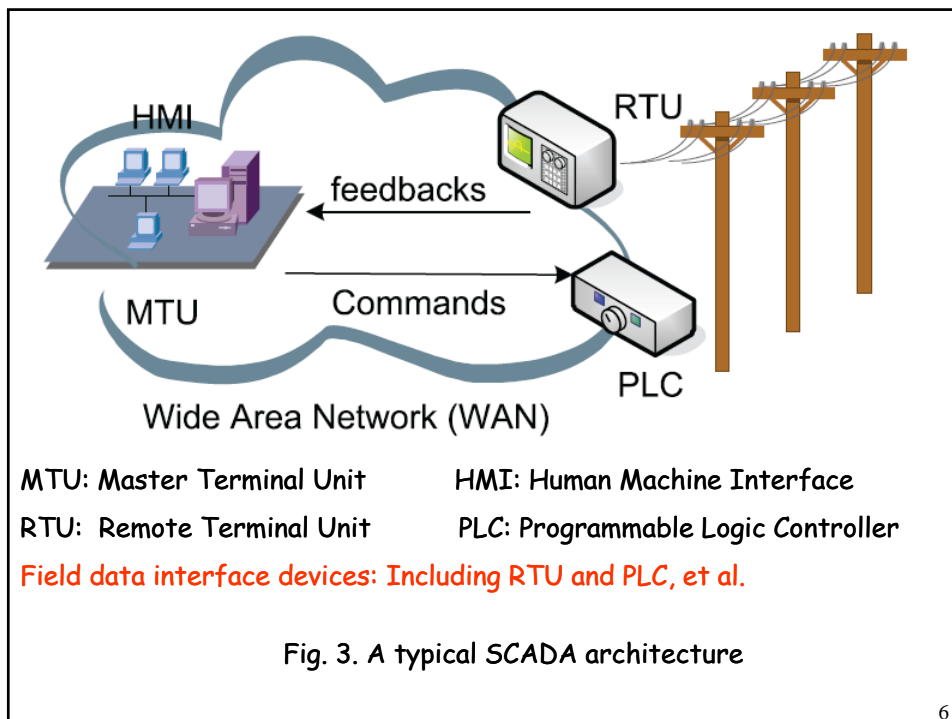 HMI
RTU
feedbacks
Commands
MTU
PLC
Wide Area Network (WAN)
MTU: Master Terminal Unit HMI: Human Machine Interface
RTU: Remote Terminal Unit PLC: Programmable Logic Controller
Field data interface devices: Including RTU and PLC, et al.
Fig. 3. A typical SCADA architecture
6